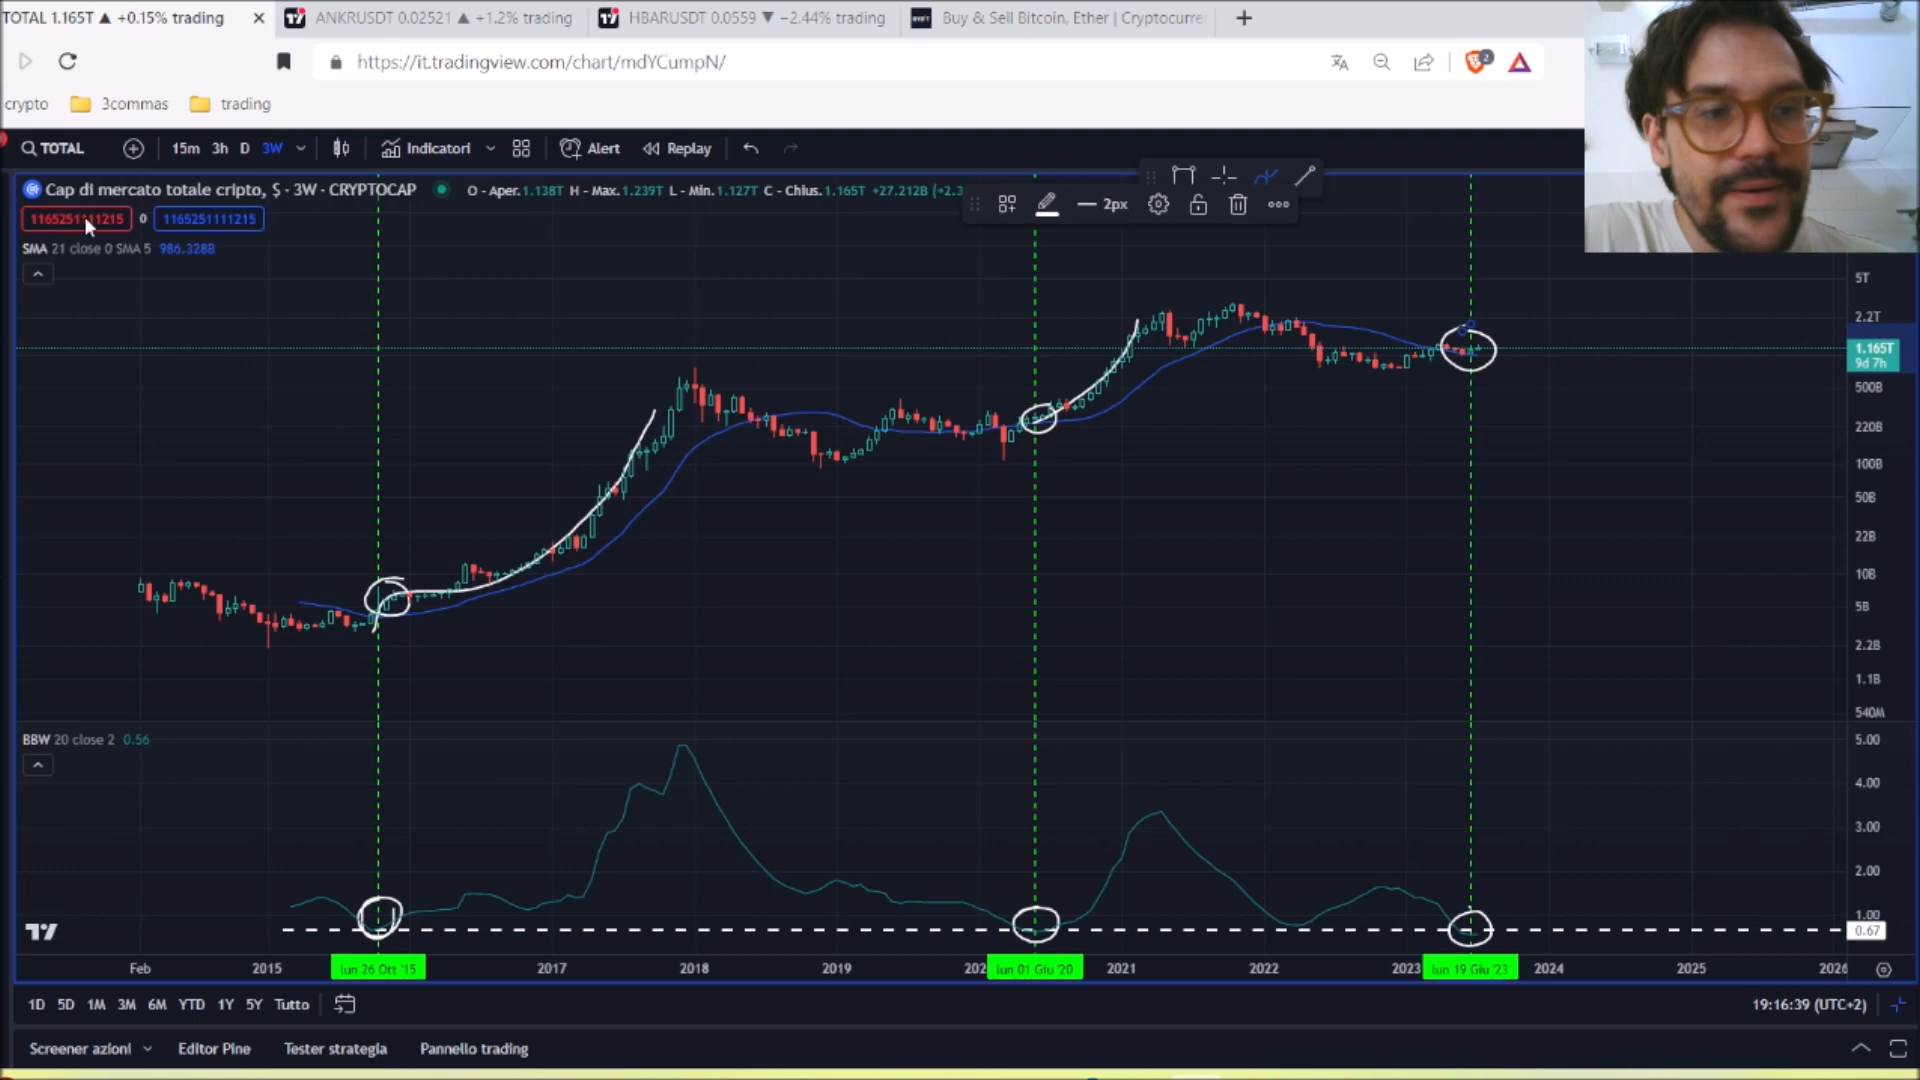 TOTAL 1.165T ▲ +0.15% trading
ANKRUSDT 0.02521 ▲ +1.2% trading
HBARUSDT 0.0559 ▼ −2.44% trading
Buy & Sell Bitcoin, Ether | Cryptocurre
https://it.tradingview.com/chart/mdYCumpN/
2
crypto
3commas
trading
TOTAL
15m 3h D 3W
Indicatori
Alert
Replay
Cap di mercato totale cripto, $ · 3W · CRYPTOCAP
O - Aper.1.138T H - Max.1.239T L - Min.1.127T C - Chius.1.165T +27.212B (+2.3
2px
1165251111215 0 1165251111215
SMA 21 close 0 SMA 5 986.328B
5T
2.2T
1.165T
9d 7h
500B
220B
100B
50B
22B
10B
5B
2.2B
1.1B
540M
BBW 20 close 2 0.56
5.00
4.00
3.00
2.00
1.00
0.67
Feb 2015 lun 26 Ott '15 2017 2018 2019 202 lun 01 Giu '20 2021 2022 2023 lun 19 Giu '23 2024 2025 2026
1D 5D 1M 3M 6M YTD 1Y 5Y Tutto
19:16:39 (UTC+2)
Screener azioni Editor Pine Tester strategia Pannello trading